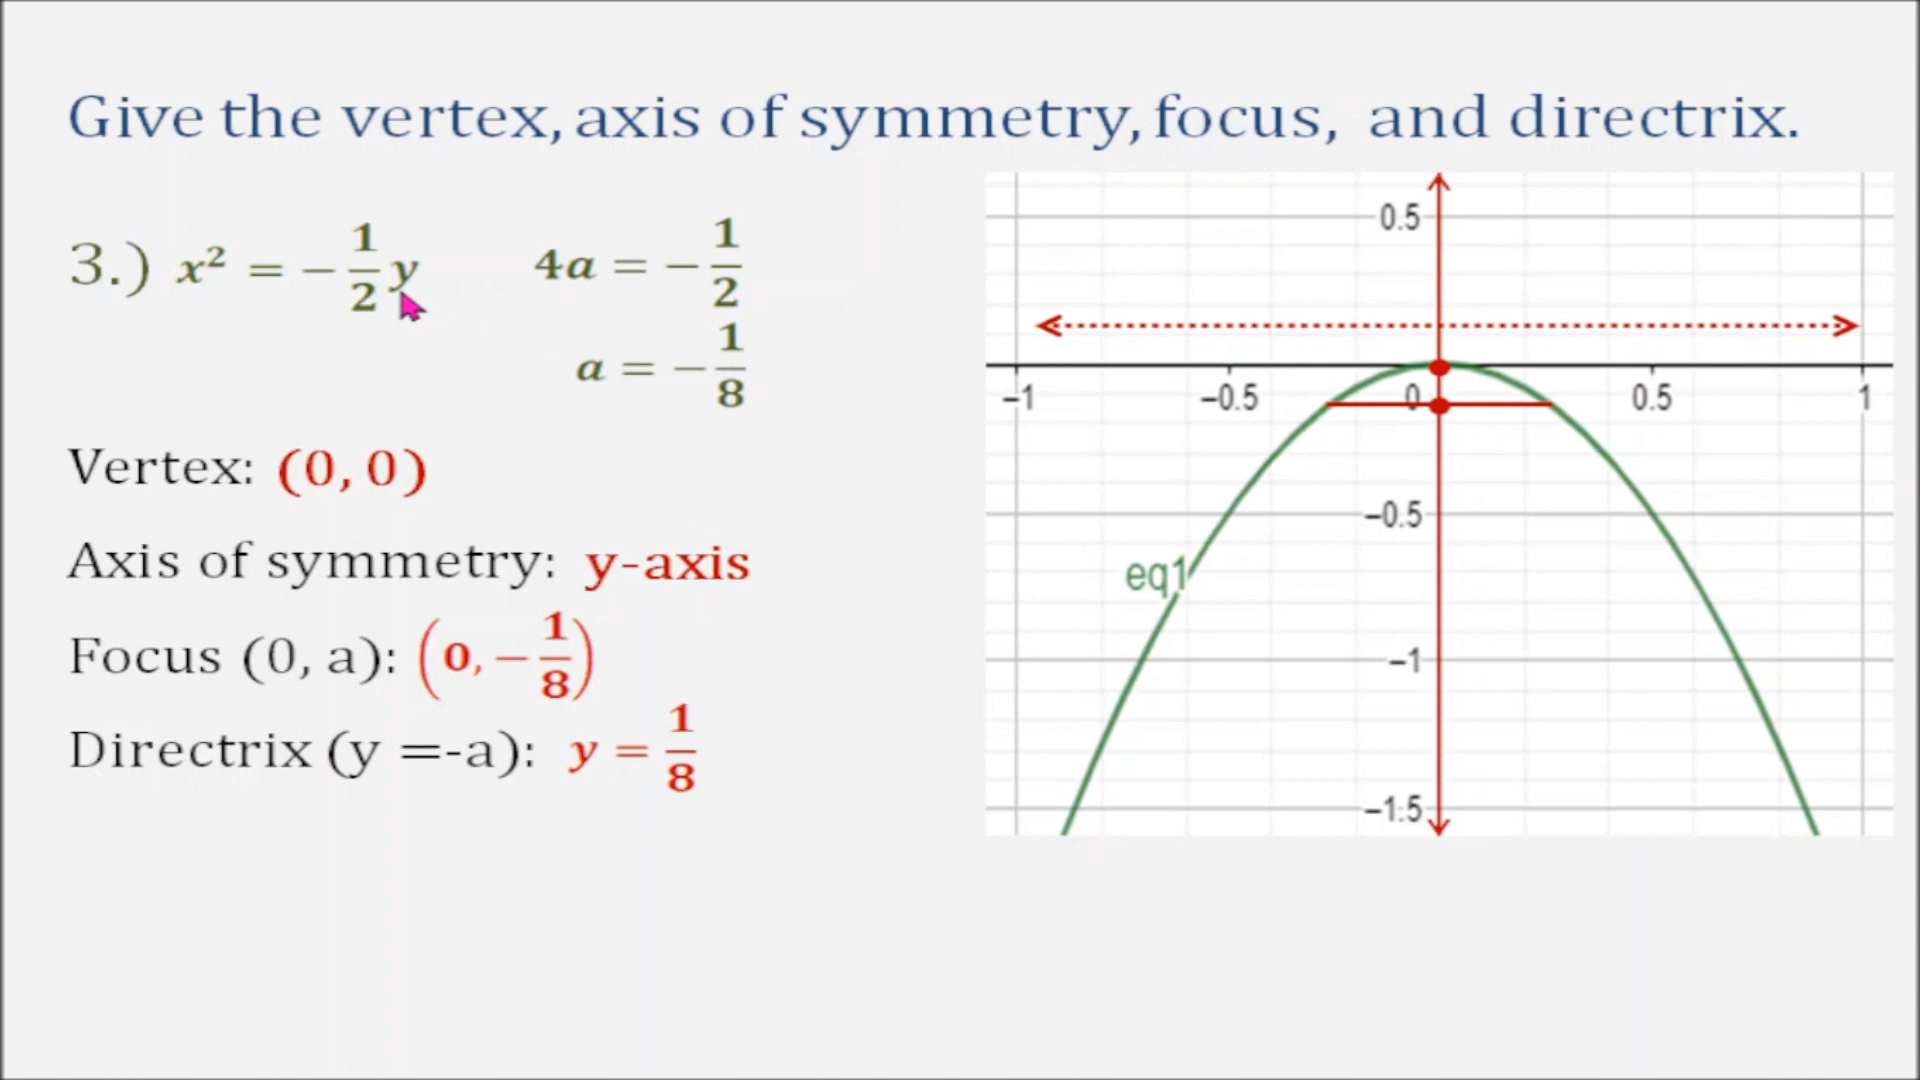 Give the vertex, axis of symmetry, focus, and directrix.
3.) x² = -1/2 y
4a = -1/2
a = -1/8
Vertex: (0, 0)
Axis of symmetry: y-axis
Focus (0, a): (0, -1/8)
Directrix (y =-a): y = 1/8
0.5
-1 -0.5 0 0.5 1
-0.5
eq1
-1
-1.5